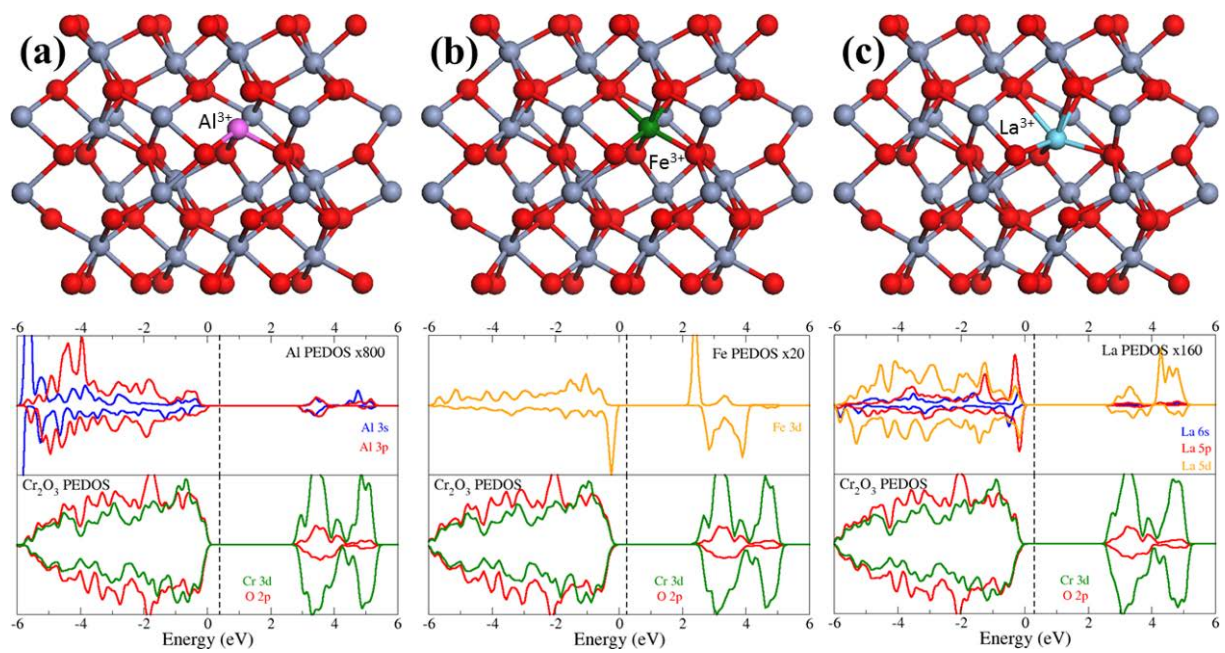 (a) (b) (c)
Al³⁺ Fe³⁺ La³⁺
-6 -4 -2 0 2 4 6 -4 -2 0 2 4 6 -4 -2 0 2 4 6
Al PEDOS x800
Al 3s
Al 3p
Fe PEDOS x20
Fe 3d
La PEDOS x160
La 6s
La 5p
La 5d
Cr₂O₃ PEDOS
Cr 3d
O 2p
Cr₂O₃ PEDOS
Cr 3d
O 2p
Cr₂O₃ PEDOS
Cr 3d
O 2p
-6 -4 -2 0 2 4 6 -6 -4 -2 0 2 4 6 -6 -4 -2 0 2 4 6
Energy (eV) Energy (eV) Energy (eV)